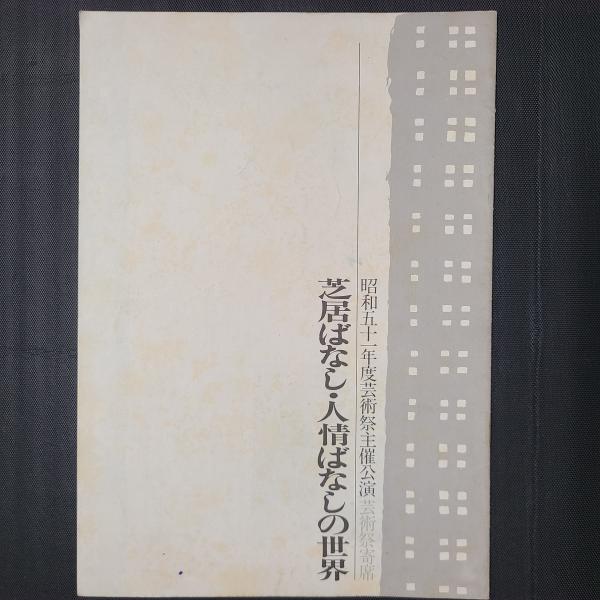 昭和五十一年度芸術祭主催公演 芸術祭寄席
芝居ばなし・人情ばなしの世界